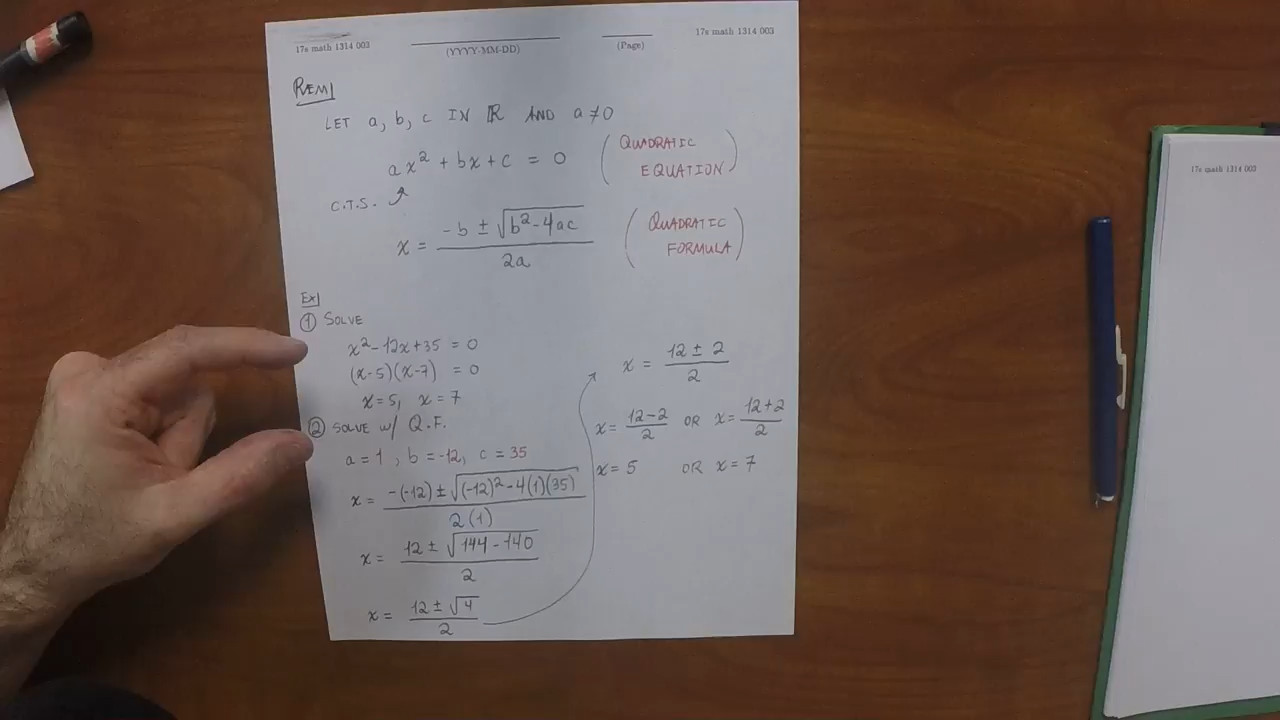 17s math 1314 003
(YYYY-MM-DD)
(Page)
17s math 1314 003
REM
LET a, b, c IN ℝ AND a ≠ 0
ax² + bx + c = 0 (QUADRATIC EQUATION)
C.T.S.
x = (-b ± √(b² - 4ac)) / 2a (QUADRATIC FORMULA)
EX
① SOLVE
x² - 12x + 35 = 0
(x-5)(x-7) = 0
x = 5, x = 7
② SOLVE w/ Q.F.
a = 1, b = -12, c = 35
x = (-(-12) ± √((-12)² - 4(1)(35))) / 2(1)
x = (12 ± √(144 - 140)) / 2
x = (12 ± √4) / 2
x = (12 ± 2) / 2
x = (12 - 2) / 2 OR x = (12 + 2) / 2
x = 5 OR x = 7
17s math 1314 003